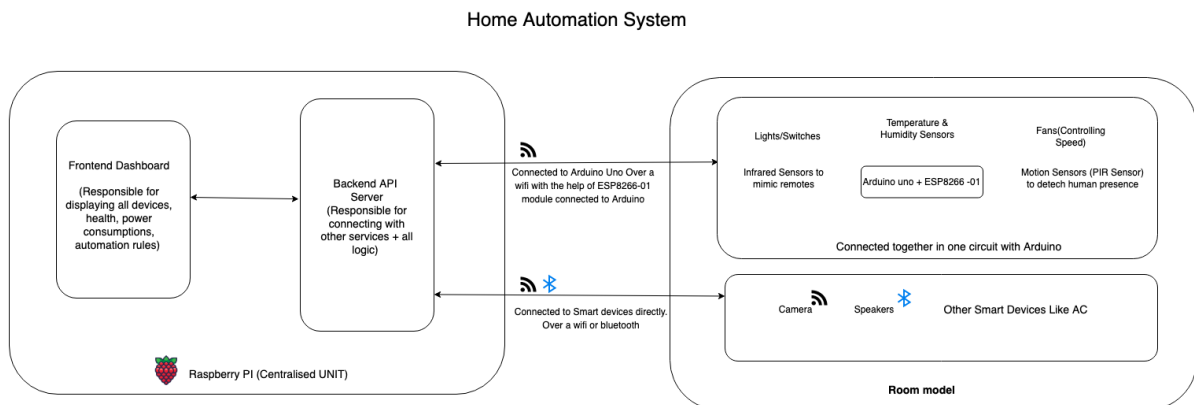 Home Automation System
Frontend Dashboard
(Responsible for
displaying all devices,
health, power
consumptions,
automation rules)
Backend API
Server
(Responsible for
connecting with
other services + all
logic)
Raspberry PI (Centralised UNIT)
Connected to Arduino Uno Over a
wifi with the help of ESP8266-01
module connected to Arduino
Connected to Smart devices directly.
Over a wifi or bluetooth
Lights/Switches
Temperature &
Humidity Sensors
Fans(Controlling
Speed)
Infrared Sensors to
mimic remotes
Arduino uno + ESP8266 -01
Motion Sensors (PIR Sensor)
to detech human presence
Connected together in one circuit with Arduino
Camera
Speakers
Other Smart Devices Like AC
Room model